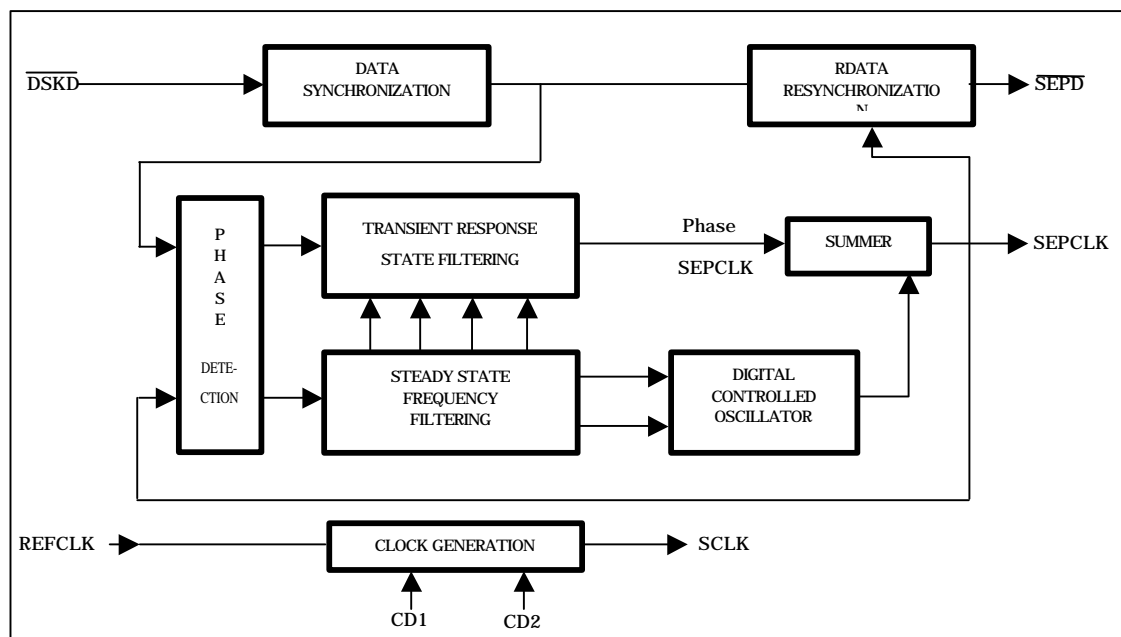 DSKD
DATA
SYNCHRONIZATION
RDATA
RESYNCHRONIZATIO
N
SEPD
P
H
A
S
E
DETE-
CTION
TRANSIENT RESPONSE
STATE FILTERING
Phase
SEPCLK
SUMMER
SEPCLK
STEADY STATE
FREQUENCY
FILTERING
DIGITAL
CONTROLLED
OSCILLATOR
REFCLK
CLOCK GENERATION
SCLK
CD1
CD2